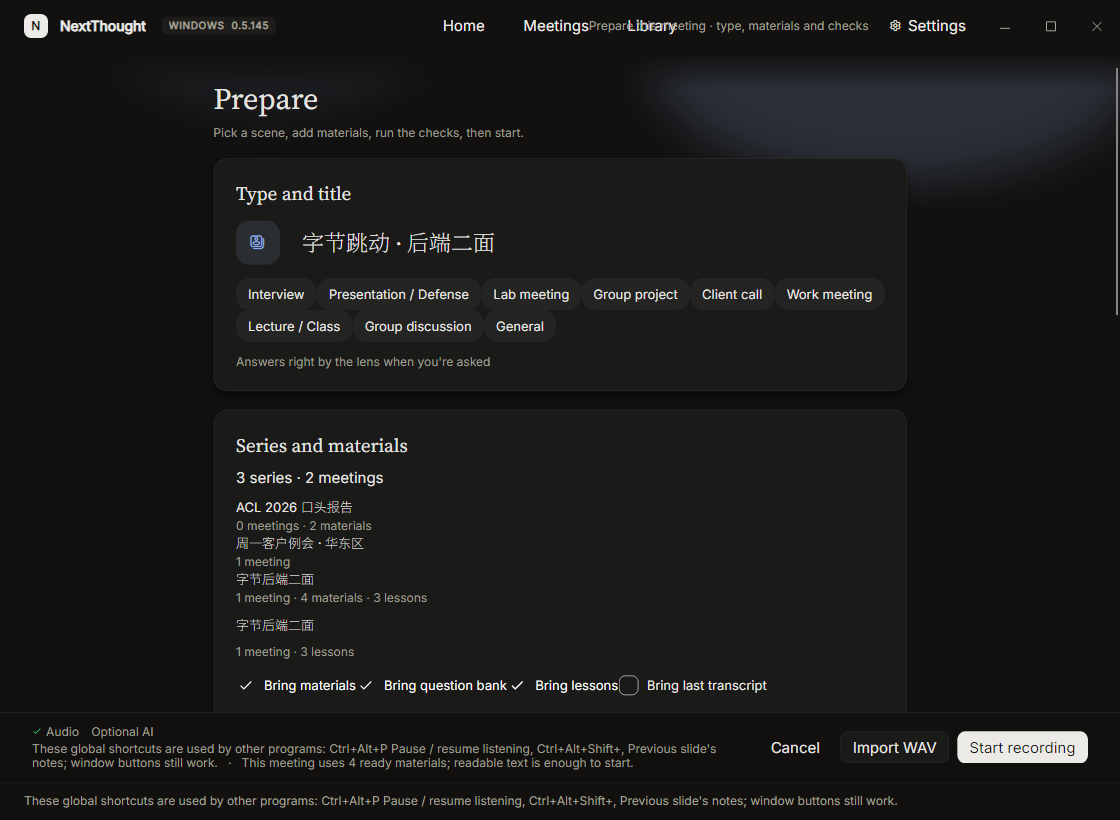 N NextThought WINDOWS 0.5.145 Home Meetings Library Prepare this meeting · type, materials and checks Settings
Prepare
Pick a scene, add materials, run the checks, then start.
Type and title
字节跳动 · 后端二面
Interview Presentation / Defense Lab meeting Group project Client call Work meeting
Lecture / Class Group discussion General
Answers right by the lens when you're asked
Series and materials
3 series · 2 meetings
ACL 2026 口头报告
0 meetings · 2 materials
周一客户例会 · 华东区
1 meeting
字节后端二面
1 meeting · 4 materials · 3 lessons
字节后端二面
1 meeting · 3 lessons
Bring materials Bring question bank Bring lessons Bring last transcript
Audio Optional AI
These global shortcuts are used by other programs: Ctrl+Alt+P Pause / resume listening, Ctrl+Alt+Shift+, Previous slide's
notes; window buttons still work. · This meeting uses 4 ready materials; readable text is enough to start.
Cancel Import WAV Start recording
These global shortcuts are used by other programs: Ctrl+Alt+P Pause / resume listening, Ctrl+Alt+Shift+, Previous slide's notes; window buttons still work.